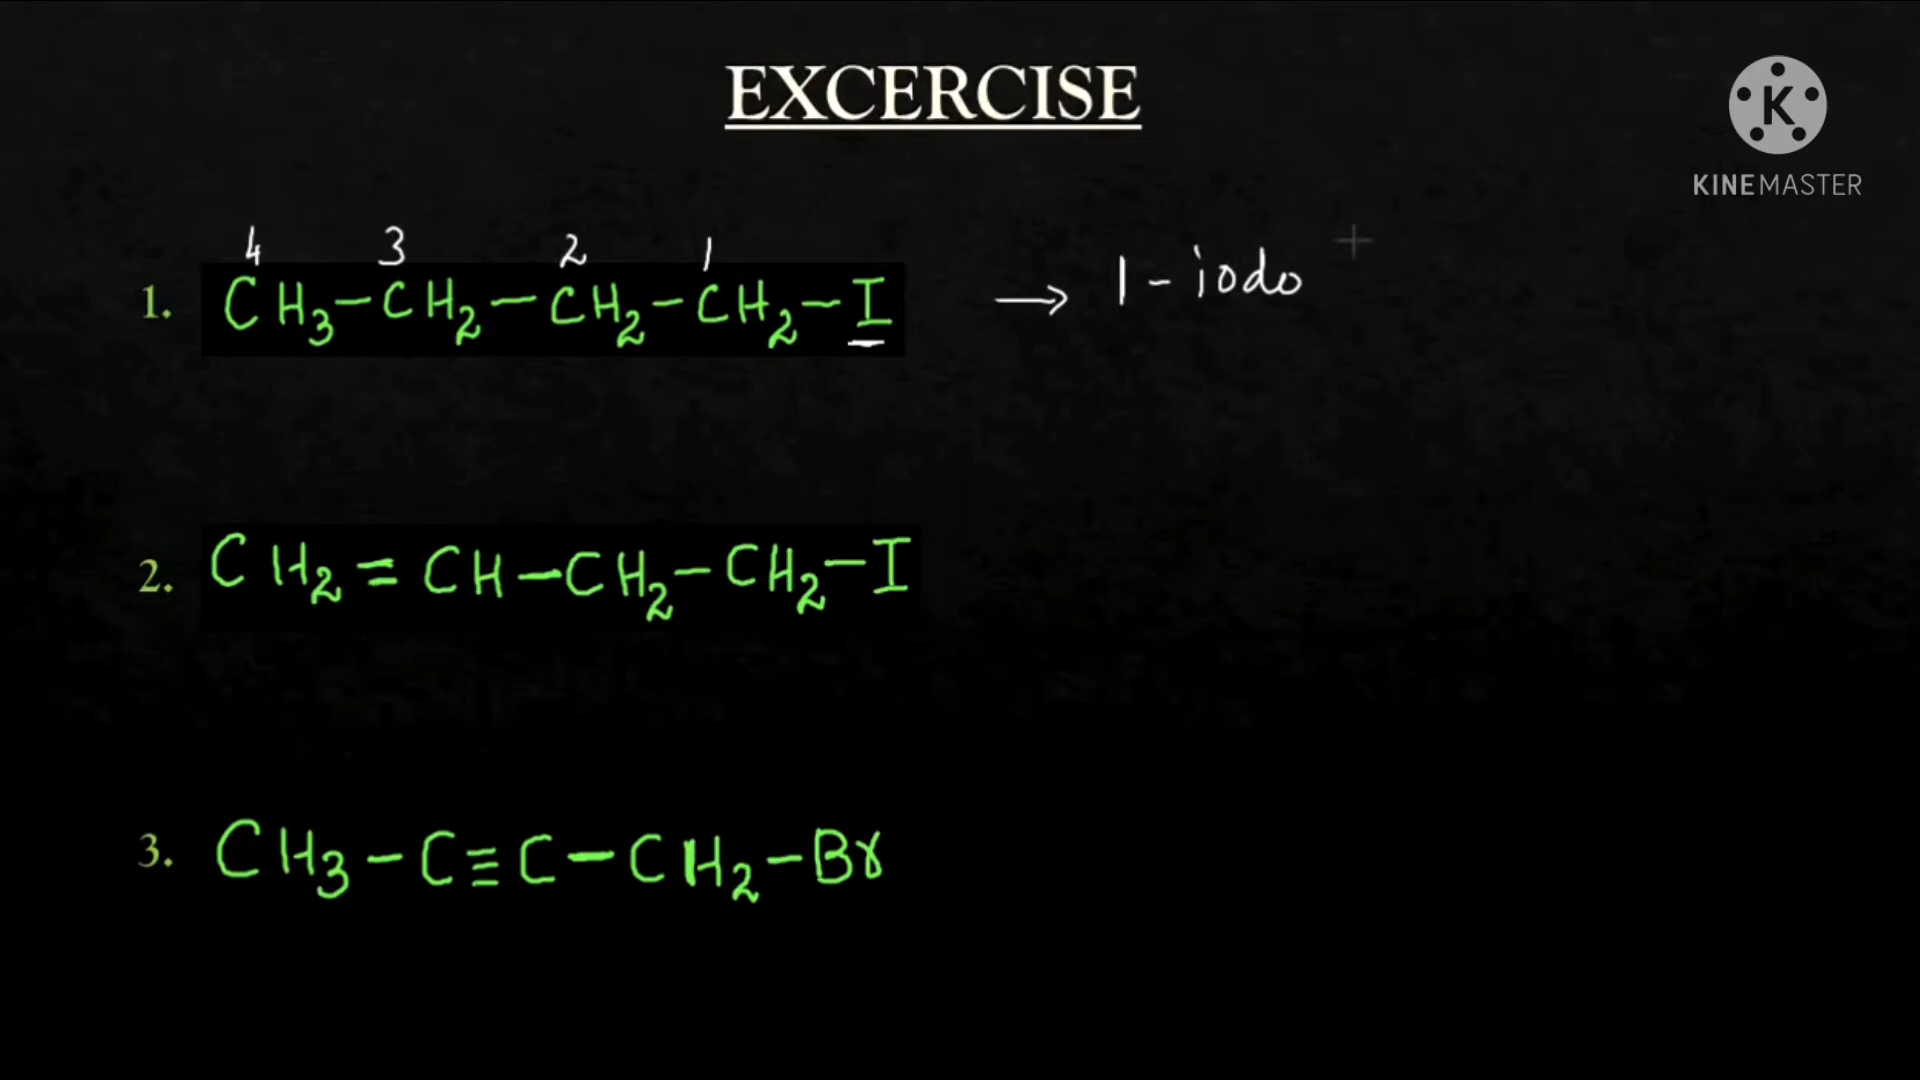 EXCERCISE
K
KINEMASTER
4 3 2 1
1. CH₃-CH₂-CH₂-CH₂-I → 1-iodo
2. CH₂=CH-CH₂-CH₂-I
3. CH₃-C≡C-CH₂-Br